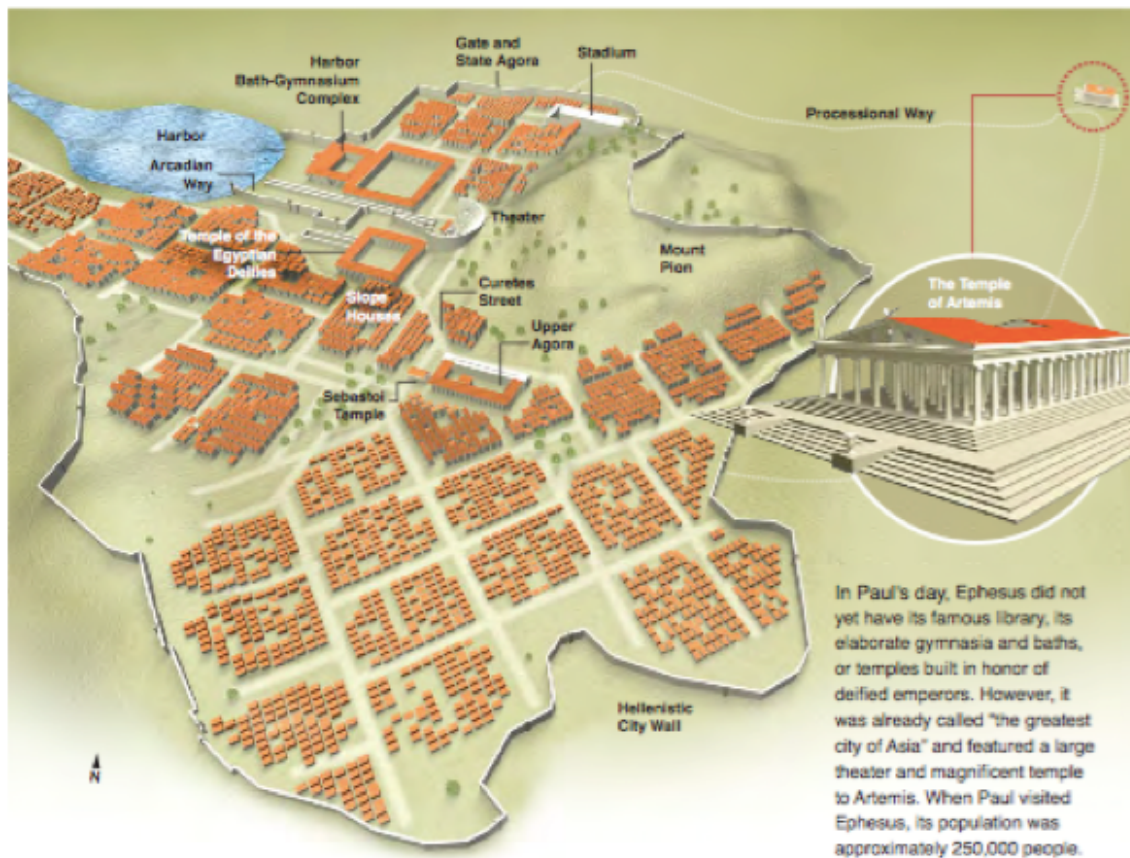 Gate and
State Agora
Stadium
Harbor
Bath-Gymnasium
Complex
Processional Way
Harbor
Arcadian
Way
Theater
Temple of the
Egyptian
Deities
Mount
Pion
Curetes
Street
Slope
Houses
The Temple
of Artemis
Upper
Agora
Sebastoi
Temple
In Paul's day, Ephesus did not
yet have its famous library, its
elaborate gymnasia and baths,
or temples built in honor of
deified emperors. However, it
was already called "the greatest
city of Asia" and featured a large
theater and magnificent temple
to Artemis. When Paul visited
Ephesus, its population was
approximately 250,000 people.
Hellenistic
City Wall
N